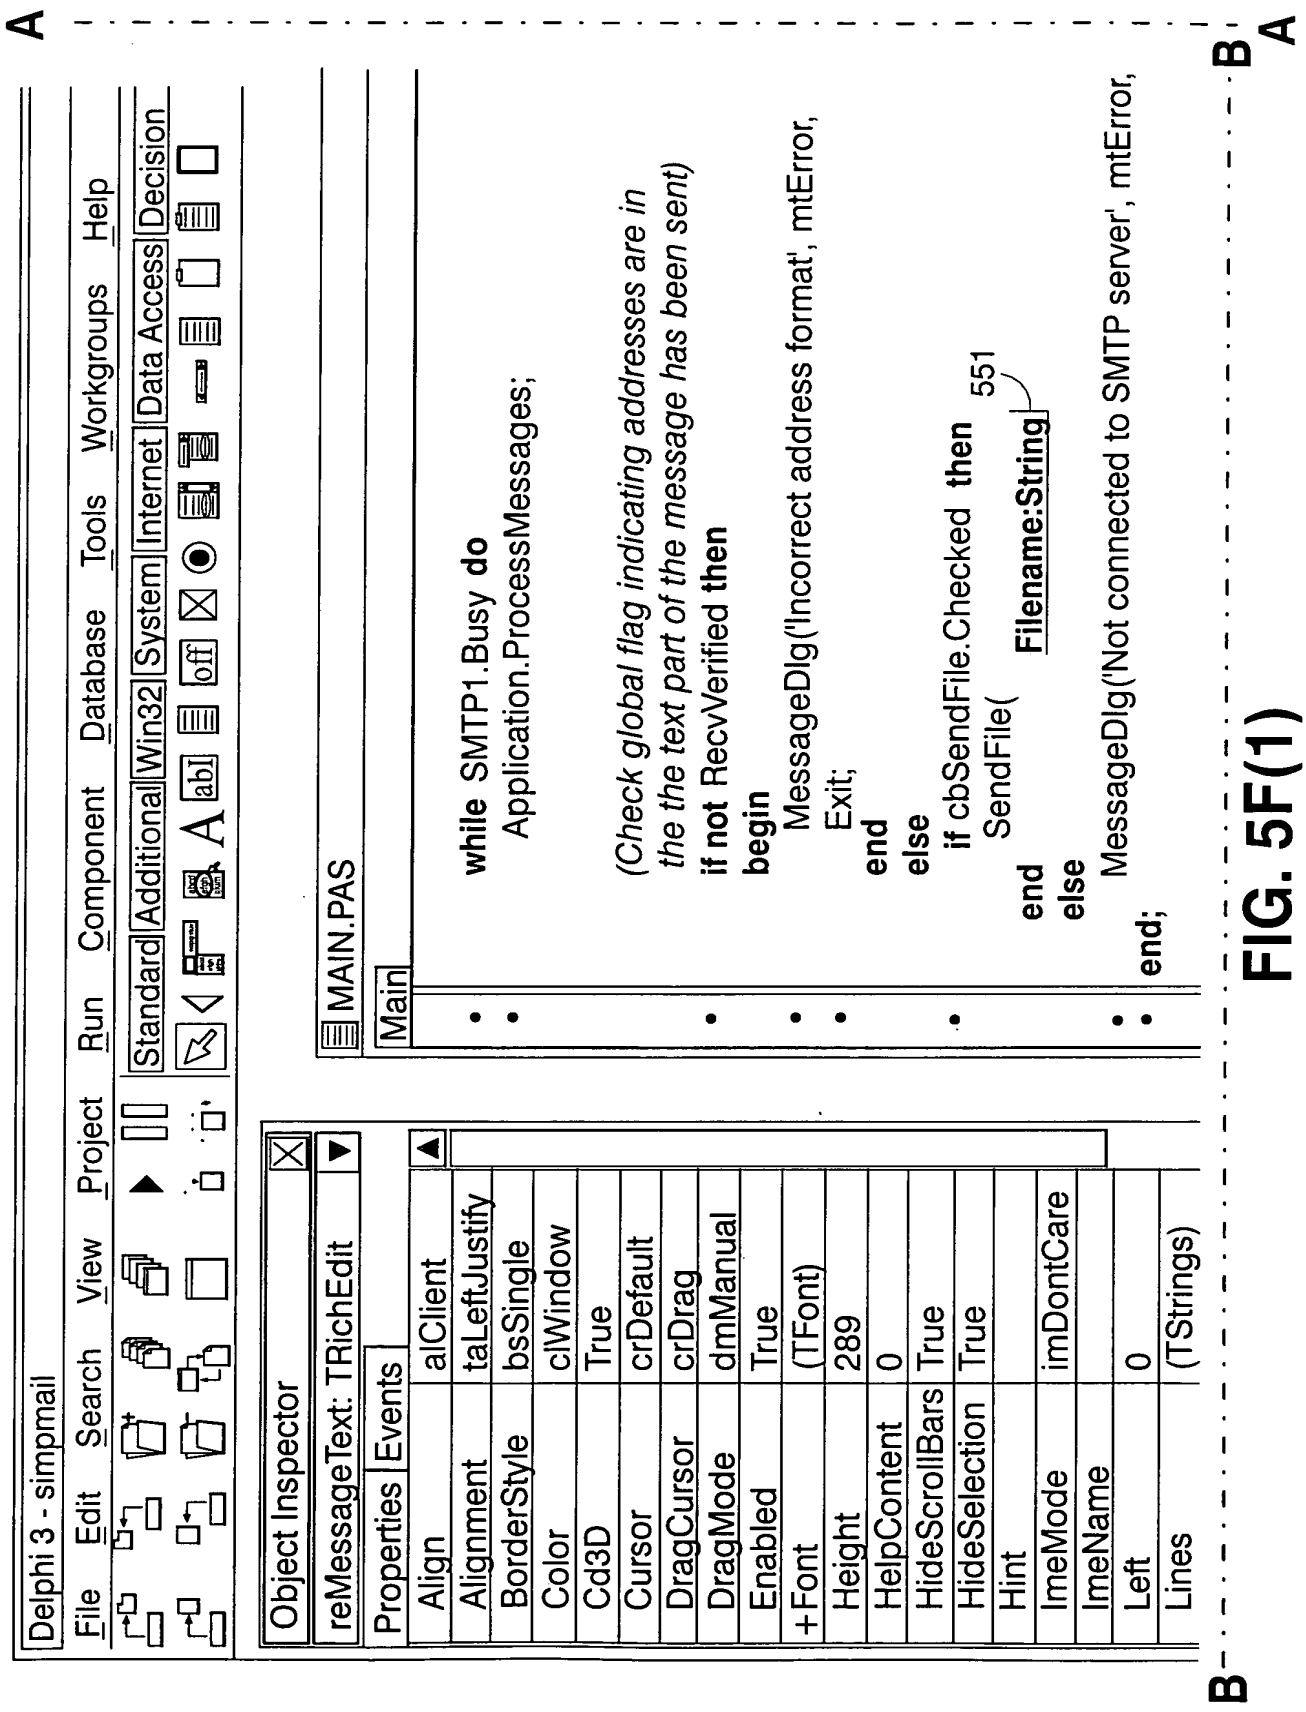 A
Delphi 3 - simpmail
File Edit Search View Project Run Component Database Tools Workgroups Help
Standard Additional Win32 System Internet Data Access Decision
A abI off
Object Inspector
reMessageText: TRichEdit
Properties Events
Align alClient
Alignment taLeftJustify
BorderStyle bsSingle
Color clWindow
Cd3D True
Cursor crDefault
DragCursor crDrag
DragMode dmManual
Enabled True
+Font (TFont)
Height 289
HelpContent 0
HideScrollBars True
HideSelection True
Hint
ImeMode imDontCare
ImeName
Left 0
Lines (TStrings)
MAIN.PAS
Main
while SMTP1.Busy do
Application.ProcessMessages;
(Check global flag indicating addresses are in
the the text part of the message has been sent)
if not RecvVerified then
begin
MessageDlg('Incorrect address format', mtError,
Exit;
end
else
if cbSendFile.Checked then
SendFile(
551
Filename:String
end
else
MessageDlg('Not connected to SMTP server', mtError,
end;
B B
A
FIG. 5F(1)